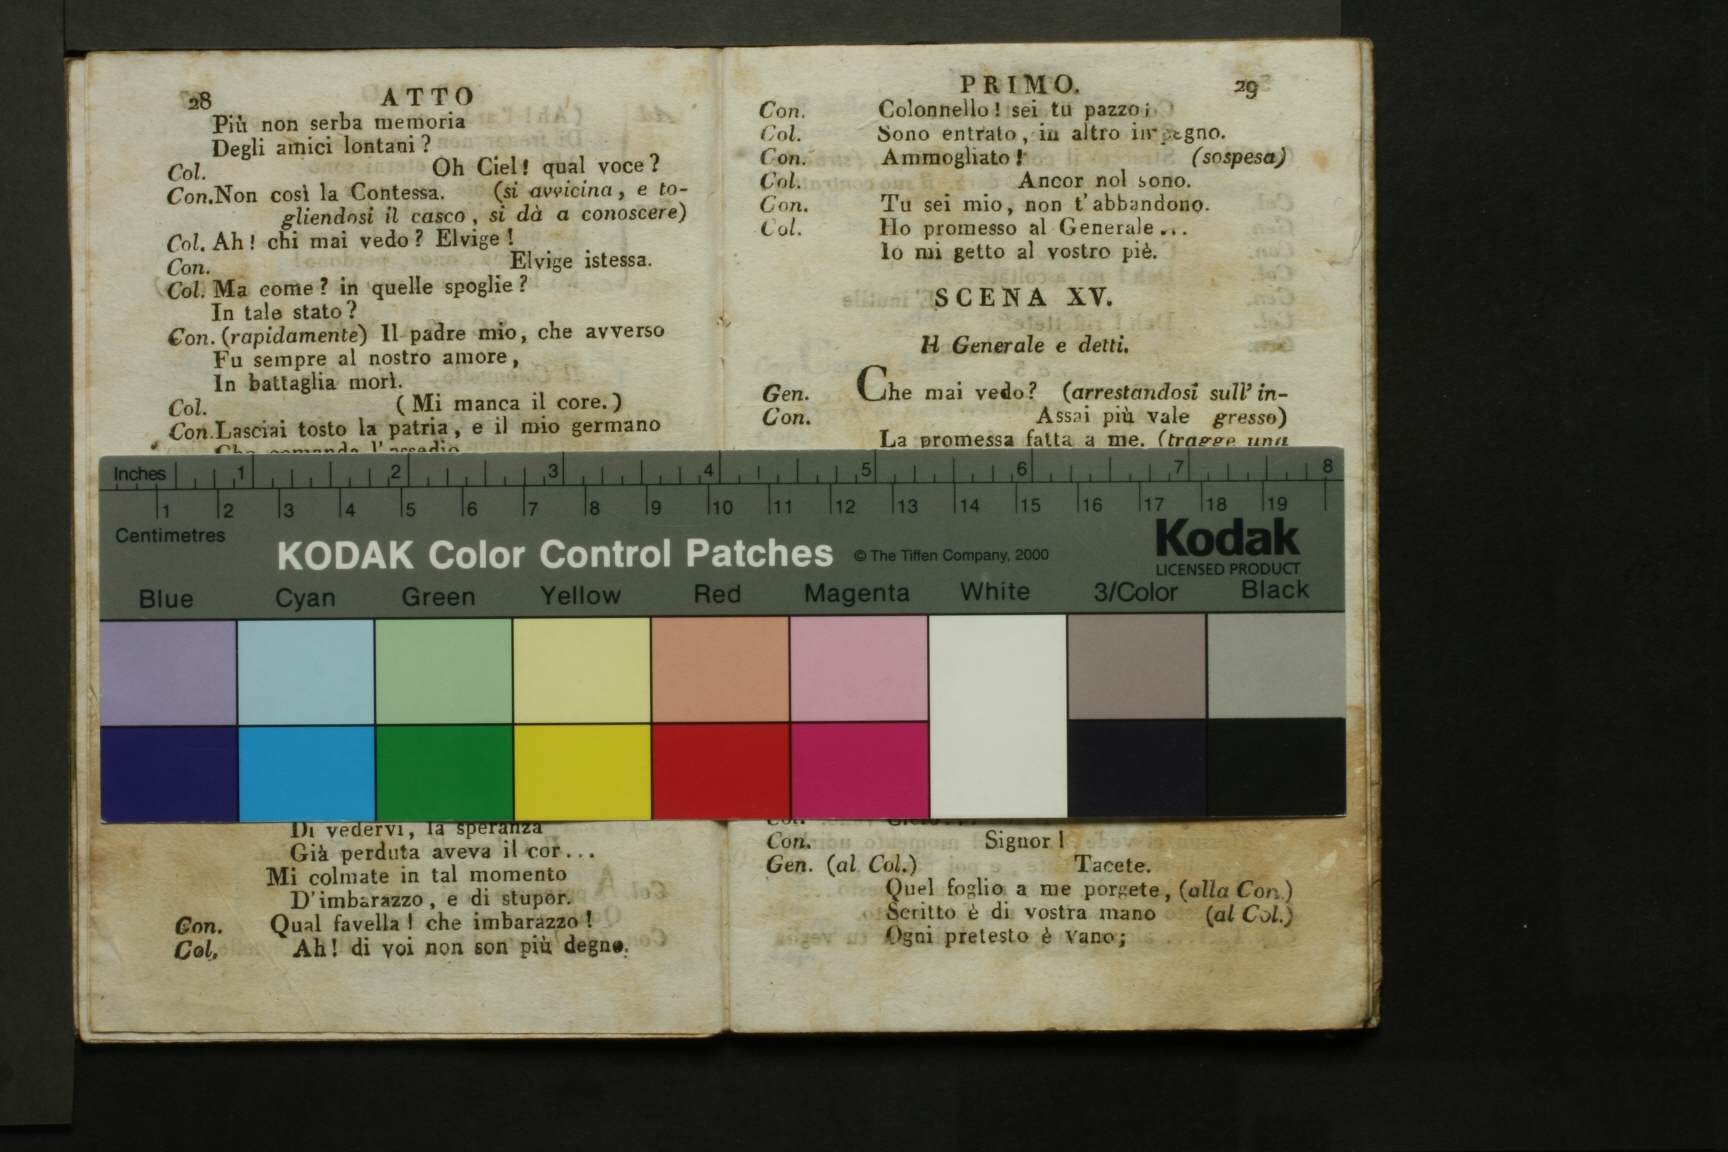 28 ATTO
Più non serba memoria
Degli amici lontani?
Col. Oh Ciel! qual voce?
Con. Non così la Contessa. (si avvicina, e to-
gliendosi il casco, si dà a conoscere)
Col. Ah! chi mai vedo? Elvige!
Con. Elvige istessa.
Col. Ma come? in quelle spoglie?
In tale stato?
Con. (rapidamente) Il padre mio, che avverso
Fu sempre al nostro amore,
In battaglia morì.
Col. (Mi manca il core.)
Con. Lasciai tosto la patria, e il mio germano
Che comanda l'assedio
Di vedervi, la speranza
Già perduta aveva il cor...
Mi colmate in tal momento
D'imbarazzo, e di stupor.
Con. Qual favella! che imbarazzo!
Col. Ah! di voi non son più degno.
PRIMO. 29
Con. Colonnello! sei tu pazzo;
Col. Sono entrato, in altro impegno.
Con. Ammogliato! (sospesa)
Col. Ancor nol sono.
Con. Tu sei mio, non t'abbandono.
Col. Ho promesso al Generale...
Io mi getto al vostro piè.
SCENA XV.
Il Generale e detti.
Gen. Che mai vedo? (arrestandosi sull' in-
Con. Assai più vale gresso)
La promessa fatta a me. (tragge una
Con. Signor!
Gen. (al Col.) Tacete.
Quel foglio a me porgete, (alla Con.)
Scritto è di vostra mano (al Col.)
Ogni pretesto è vano;
Inches 1 2 3 4 5 6 7 8
1 2 3 4 5 6 7 8 9 10 11 12 13 14 15 16 17 18 19
Centimetres
KODAK Color Control Patches © The Tiffen Company, 2000
Kodak
LICENSED PRODUCT
Blue Cyan Green Yellow Red Magenta White 3/Color Black